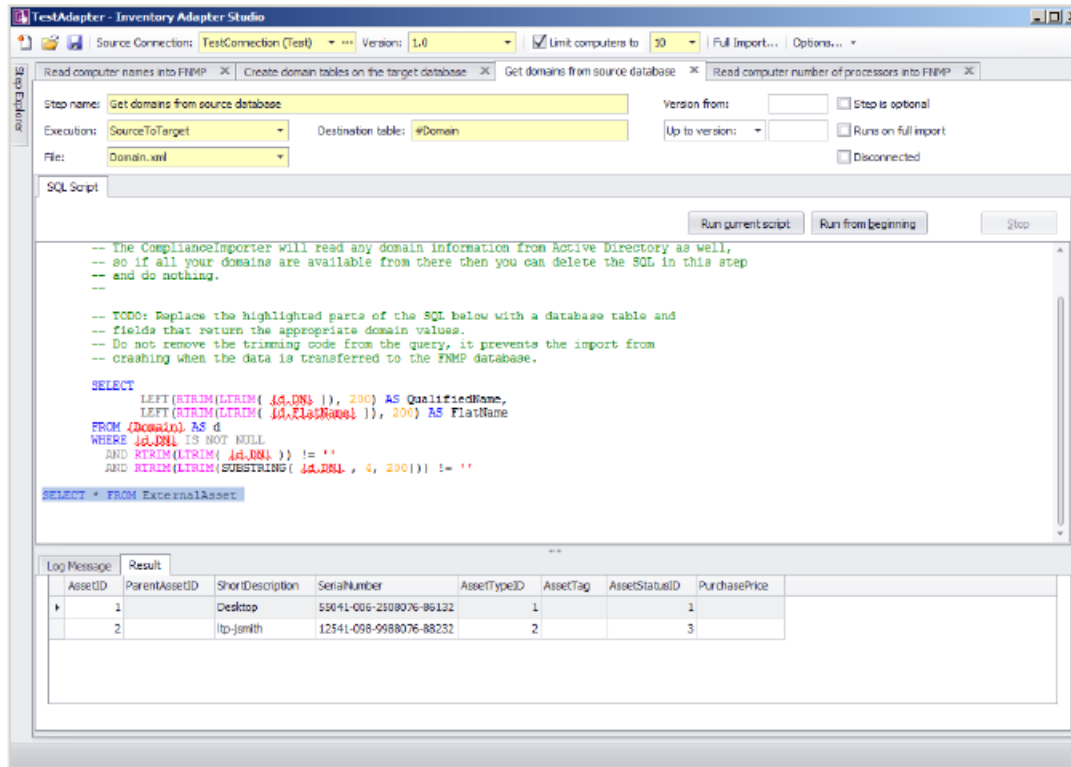 TestAdapter - Inventory Adapter Studio
Source Connection: TestConnection (Test) Version: 1.0 Limit computers to 10 Full Import... Options...
Step Explorer
Read computer names into FNMP Create domain tables on the target database Get domains from source database Read computer number of processors into FNMP
Step name: Get domains from source database Version from: Step is optional
Execution: SourceToTarget Destination table: #Domain Up to version: Runs on full import
File: Domain.xml Disconnected
SQL Script
Run current script Run from beginning Stop
-- The ComplianceImporter will read any domain information from Active Directory as well,
-- so if all your domains are available from there then you can delete the SQL in this step
-- and do nothing.
--
-- TODO: Replace the highlighted parts of the SQL below with a database table and
-- fields that return the appropriate domain values.
-- Do not remove the trimming code from the query, it prevents the import from
-- crashing when the data is transferred to the FNMP database.
SELECT
LEFT(RTRIM(LTRIM( {d.DN} )), 200) AS QualifiedName,
LEFT(RTRIM(LTRIM( {d.FlatName} )), 200) AS FlatName
FROM {Domain} AS d
WHERE {d.DN} IS NOT NULL
AND RTRIM(LTRIM( {d.DN} )) != ''
AND RTRIM(LTRIM(SUBSTRING( {d.DN} , 4, 200))) != ''
SELECT * FROM ExternalAsset
Log Message Result
AssetID ParentAssetID ShortDescription SerialNumber AssetTypeID AssetTag AssetStatusID PurchasePrice
1 Desktop 55041-006-2508076-86132 1 1
2 ltp-jsmith 12541-098-9988076-88232 2 3